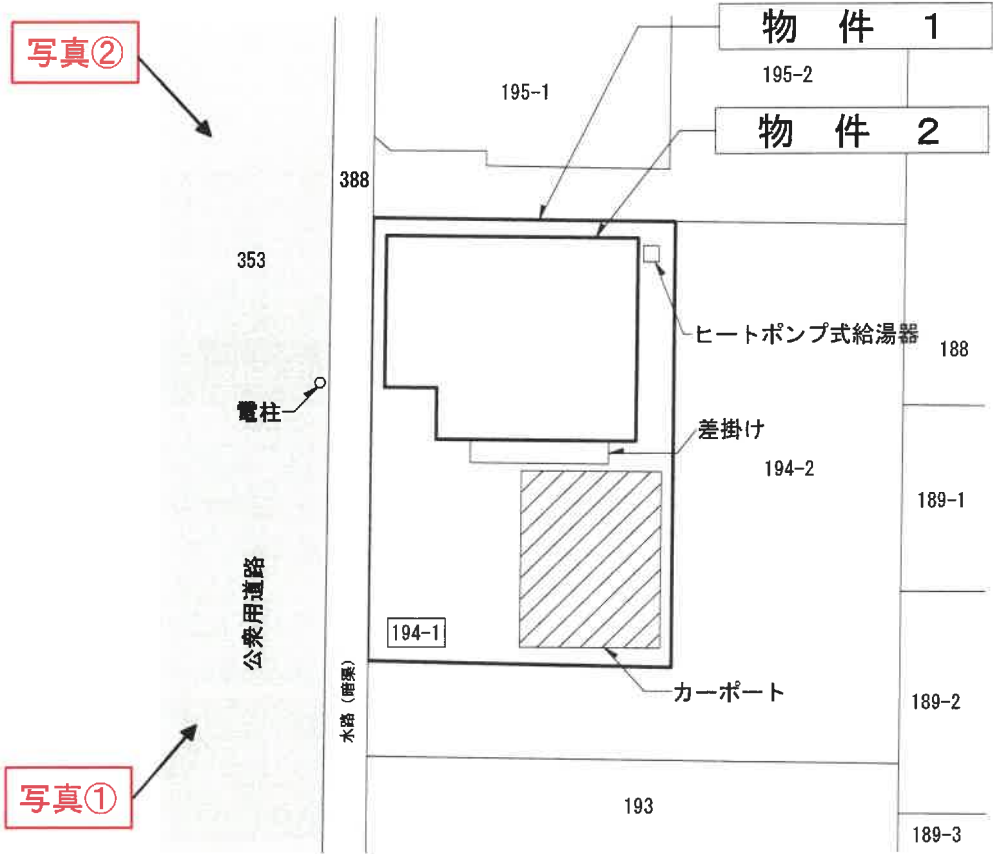 物件 1
写真②
195-1
195-2
物件 2
388
353
ヒートポンプ式給湯器
188
電柱
差掛け
194-2
189-1
公衆用道路
194-1
水路（暗渠）
カーポート
189-2
写真①
193
189-3